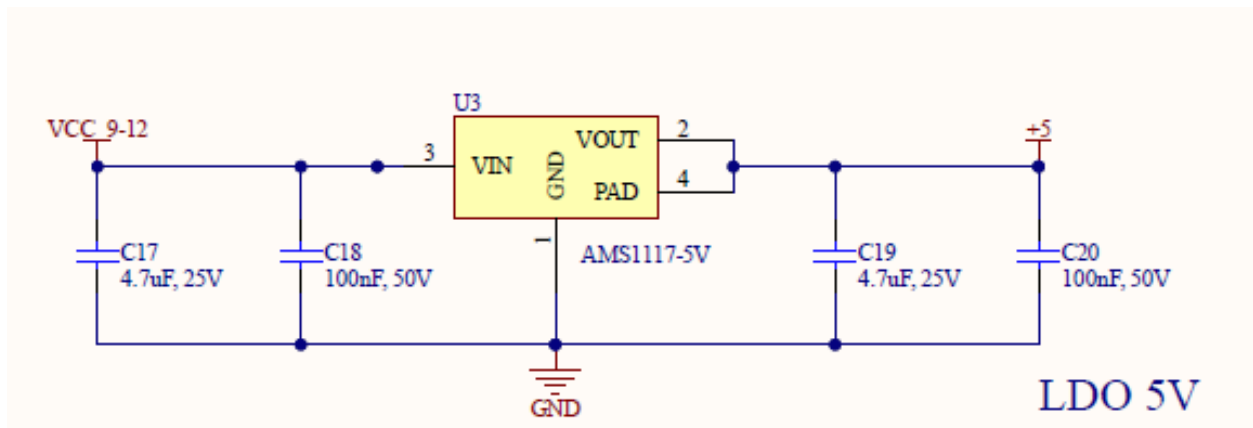 U3
VCC_9-12
+5
3
VIN
GND
VOUT
2
PAD
4
1
AMS1117-5V
C17
4.7uF, 25V
C18
100nF, 50V
C19
4.7uF, 25V
C20
100nF, 50V
GND
LDO 5V